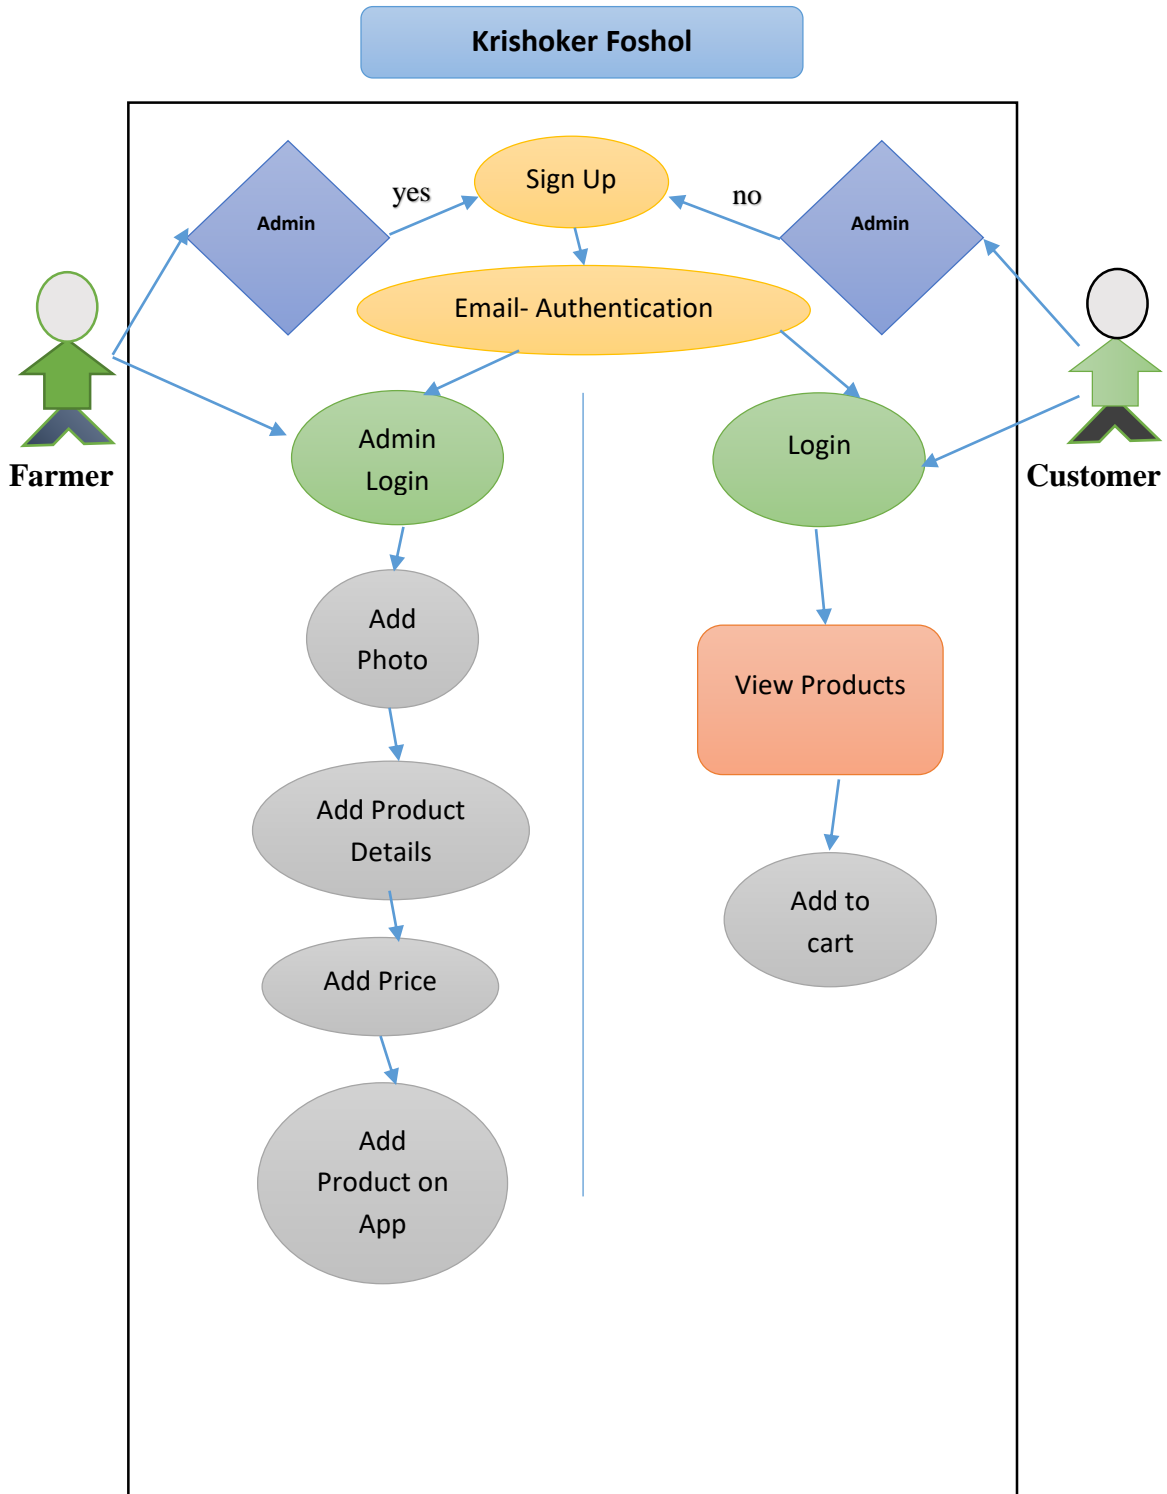 Krishoker Foshol
Sign Up
yes
no
Admin
Admin
Email- Authentication
Admin
Login
Login
Farmer
Customer
Add
Photo
View Products
Add Product
Details
Add to
cart
Add Price
Add
Product on
App